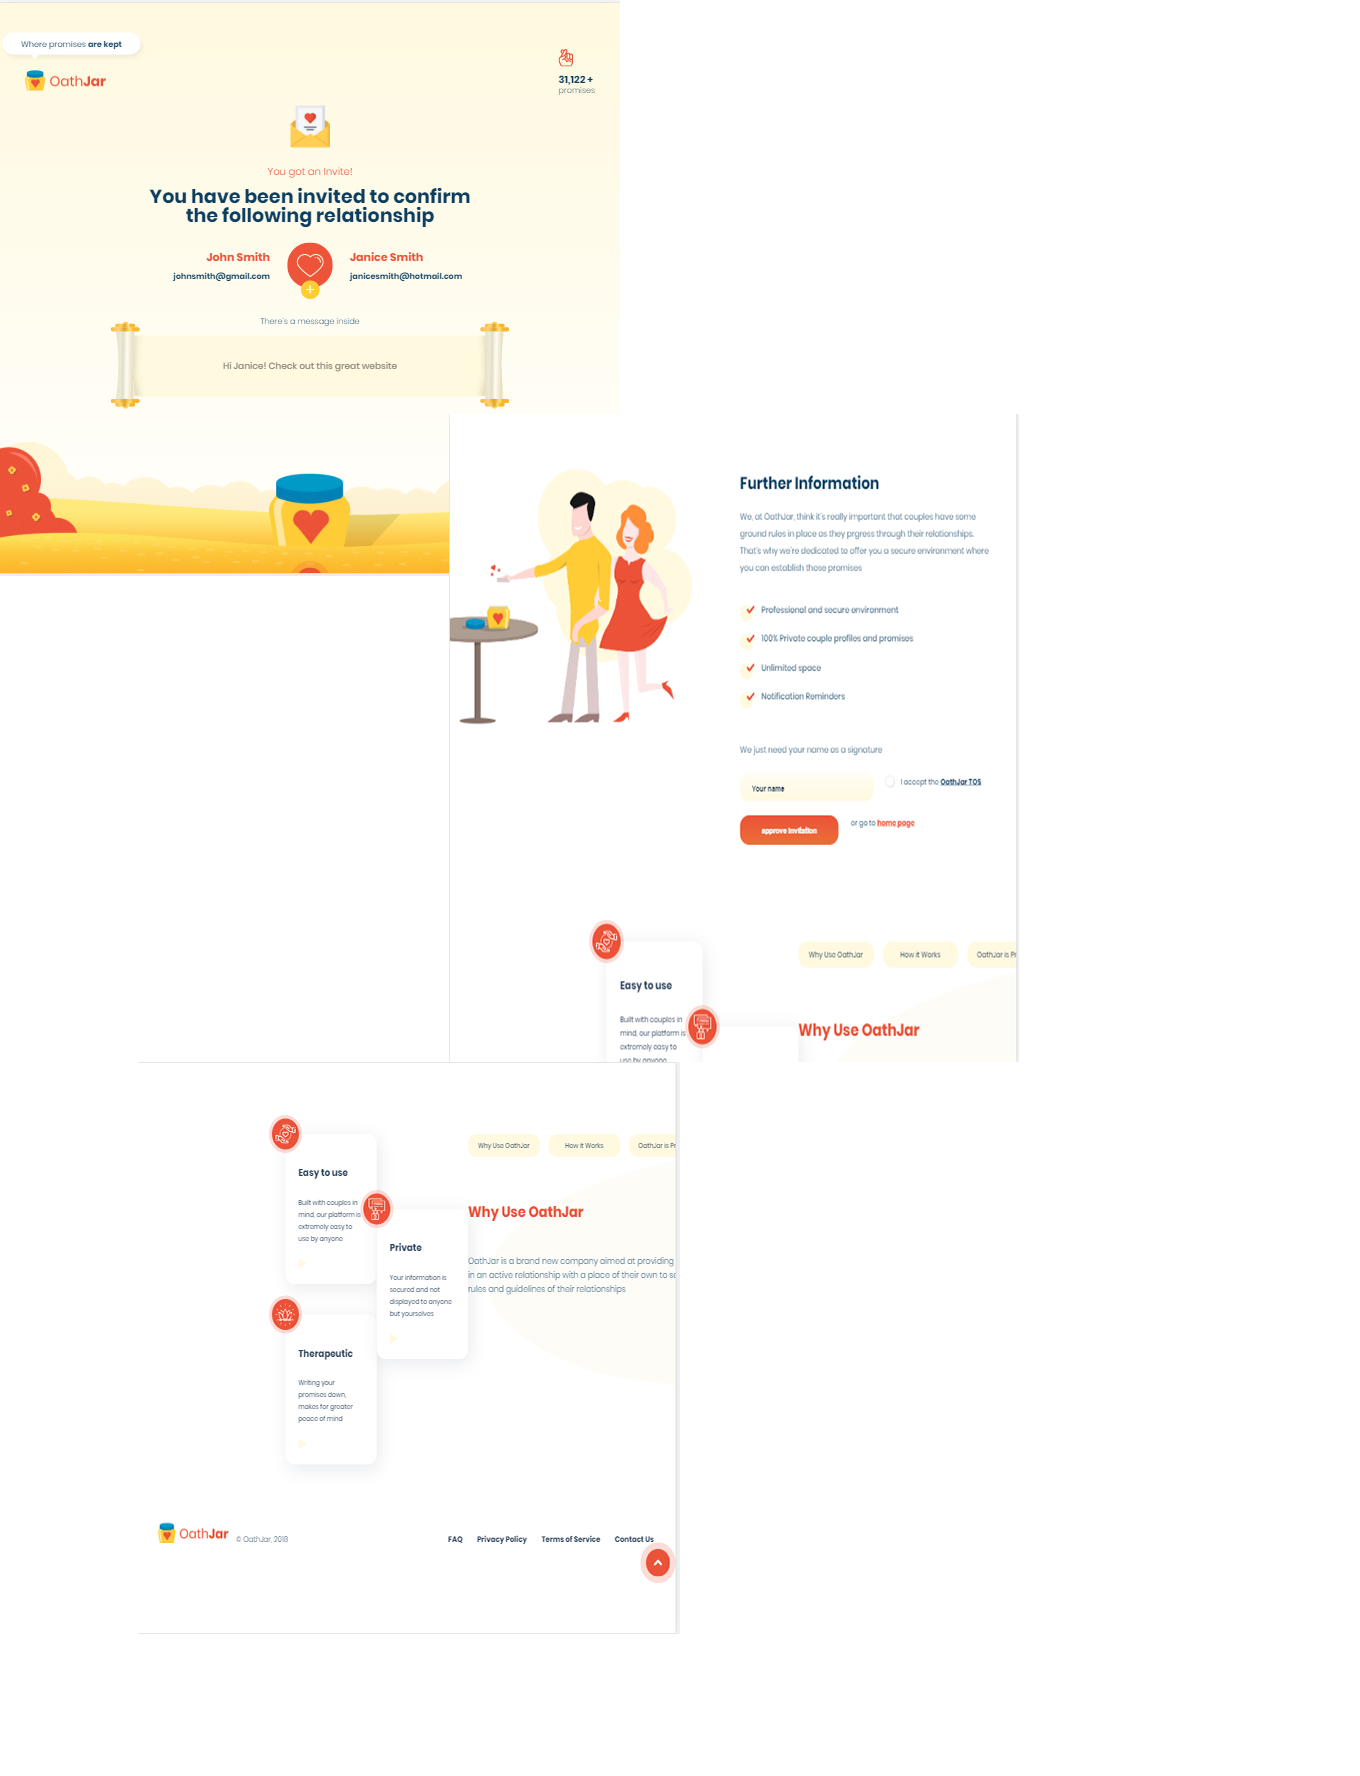 Where promises are kept
OathJar
31,122 +
promises
You got an Invite!
You have been invited to confirm
the following relationship
John Smith
johnsmith@gmail.com
Janice Smith
janicesmith@hotmail.com
There's a message inside
Hi Janice! Check out this great website
Further Information
We, at OathJar, think it's really important that couples have some
ground rules in place as they prgress through their relationships.
That's why we're dedicated to offer you a secure environment where
you can establish those promises
Professional and secure environment
100% Private couple profiles and promises
Unlimited space
Notification Reminders
We just need your name as a signature
Your name
I accept the OathJar TOS
approve invitation
or go to home page
Why Use OathJar
How it Works
OathJar is Pr
Easy to use
Built with couples in
mind, our platform is
extremely easy to
use by anyone
Why Use OathJar
Why Use OathJar
How it Works
OathJar is Pr
Easy to use
Built with couples in
mind, our platform is
extremely easy to
use by anyone
Private
Your information is
secured and not
displayed to anyone
but yourselves
Why Use OathJar
OathJar is a brand new company aimed at providing
in an active relationship with a place of their own to se
rules and guidelines of their relationships
Therapeutic
Writing your
promises down,
makes for greater
peace of mind
OathJar
© OathJar, 2018
FAQ
Privacy Policy
Terms of Service
Contact Us